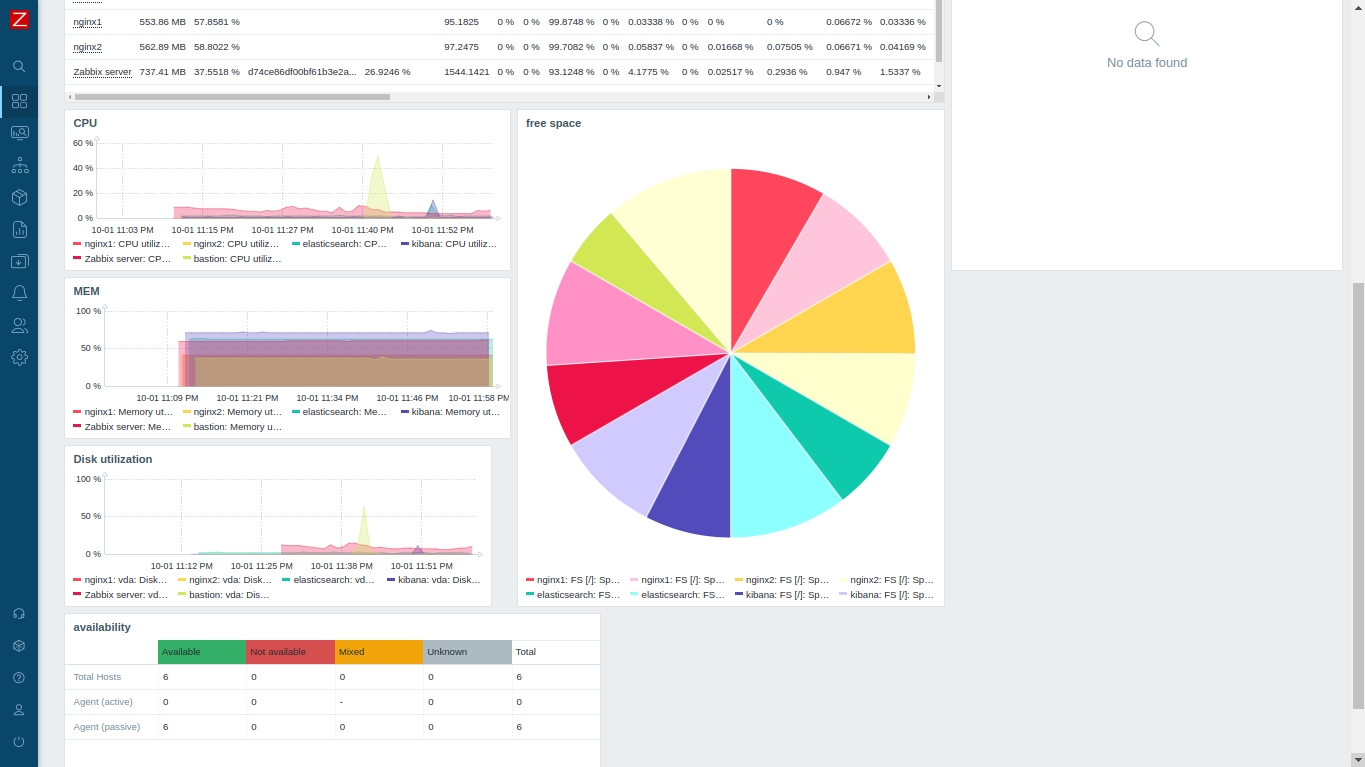 Z
nginx1 553.86 MB 57.8581 % 95.1825 0 % 0 % 99.8748 % 0 % 0.03338 % 0 % 0 % 0 % 0.06672 % 0.03336 %
nginx2 562.89 MB 58.8022 % 97.2475 0 % 0 % 99.7082 % 0 % 0.05837 % 0 % 0.01668 % 0.07505 % 0.06671 % 0.04169 %
Zabbix server 737.41 MB 37.5518 % d74ce86df00bf61b3e2a... 26.9246 % 1544.1421 0 % 0 % 93.1248 % 0 % 4.1775 % 0 % 0.02517 % 0.2936 % 0.947 % 1.5337 %
No data found
CPU
60 %
40 %
20 %
0 %
10-01 11:03 PM 10-01 11:15 PM 10-01 11:27 PM 10-01 11:40 PM 10-01 11:52 PM
nginx1: CPU utiliz... nginx2: CPU utiliz... elasticsearch: CP... kibana: CPU utiliz...
Zabbix server: CP... bastion: CPU utiliz...
MEM
100 %
50 %
0 %
10-01 11:09 PM 10-01 11:21 PM 10-01 11:34 PM 10-01 11:46 PM 10-01 11:58 PM
nginx1: Memory ut... nginx2: Memory ut... elasticsearch: Me... kibana: Memory ut...
Zabbix server: Me... bastion: Memory u...
Disk utilization
100 %
50 %
0 %
10-01 11:12 PM 10-01 11:25 PM 10-01 11:38 PM 10-01 11:51 PM
nginx1: vda: Disk... nginx2: vda: Disk... elasticsearch: vd... kibana: vda: Disk...
Zabbix server: vd... bastion: vda: Dis...
free space
nginx1: FS [/]: Sp... nginx1: FS [/]: Sp... nginx2: FS [/]: Sp... nginx2: FS [/]: Sp...
elasticsearch: FS... elasticsearch: FS... kibana: FS [/]: Sp... kibana: FS [/]: Sp...
availability
Available Not available Mixed Unknown Total
Total Hosts 6 0 0 0 6
Agent (active) 0 0 - 0 0
Agent (passive) 6 0 0 0 6